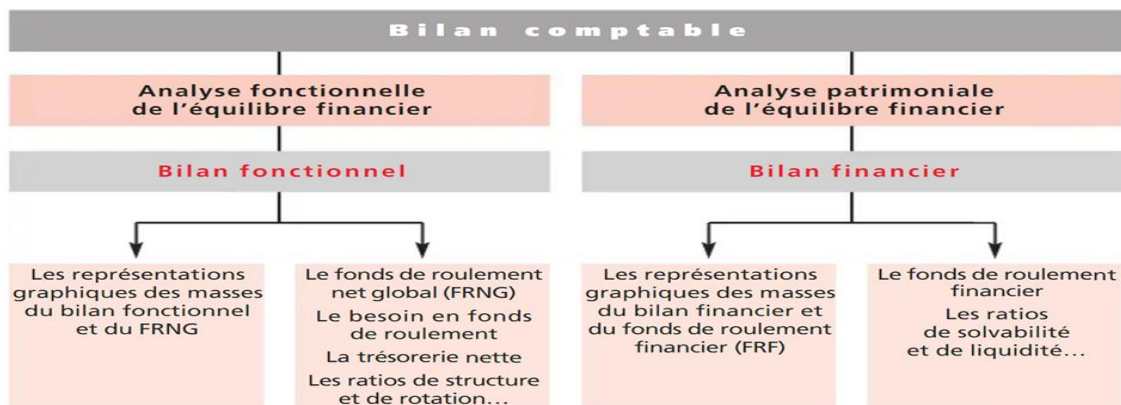 Bilan comptable
Analyse fonctionnelle
de l'équilibre financier
Analyse patrimoniale
de l'équilibre financier
Bilan fonctionnel
Bilan financier
Les représentations
graphiques des masses
du bilan fonctionnel
et du FRNG
Le fonds de roulement
net global (FRNG)
Le besoin en fonds
de roulement
La trésorerie nette
Les ratios de structure
et de rotation...
Les représentations
graphiques des masses
du bilan financier et
du fonds de roulement
financier (FRF)
Le fonds de roulement
financier
Les ratios
de solvabilité
et de liquidité...